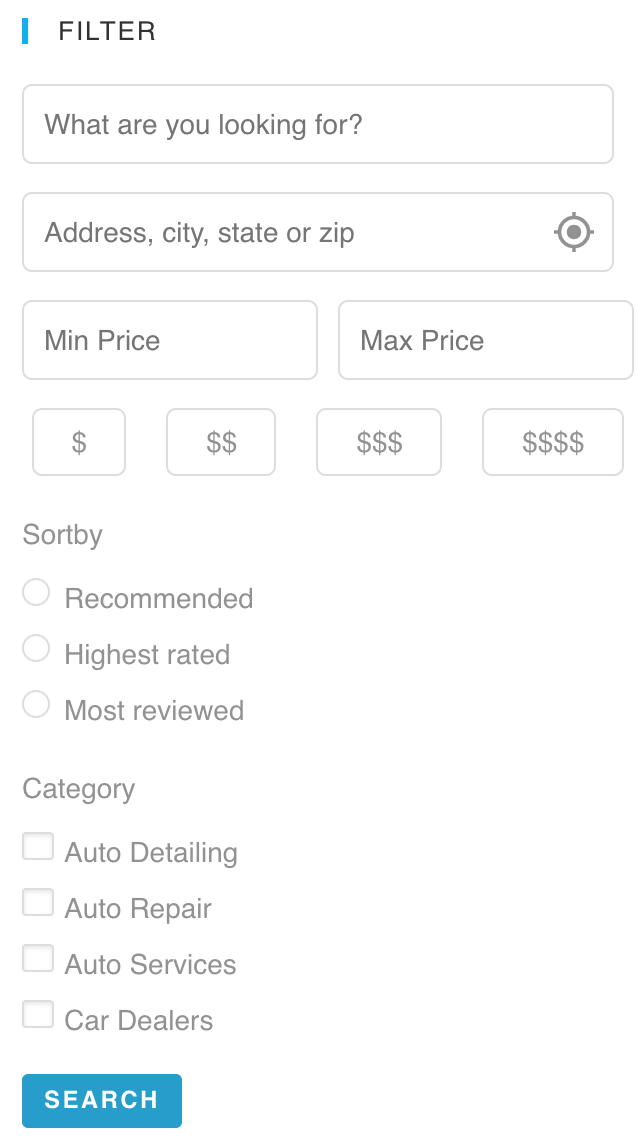 FILTER
What are you looking for?
Address, city, state or zip
Min Price Max Price
$ $$ $$$ $$$$
Sortby
Recommended
Highest rated
Most reviewed
Category
Auto Detailing
Auto Repair
Auto Services
Car Dealers
SEARCH